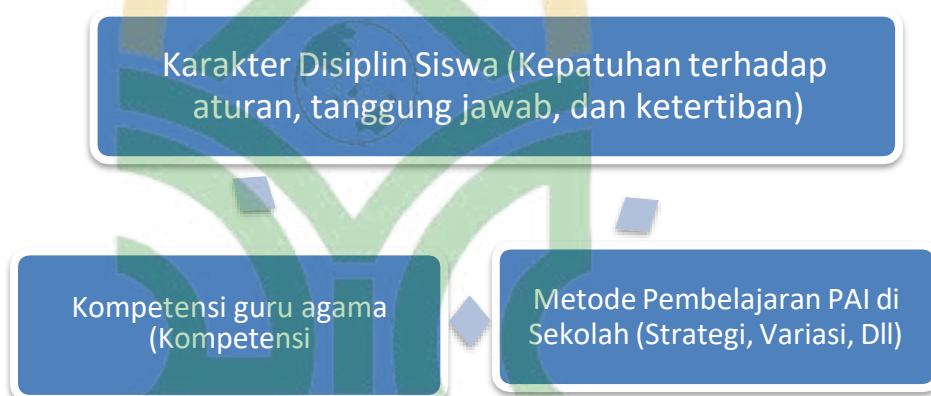 Karakter Disiplin Siswa (Kepatuhan terhadap
aturan, tanggung jawab, dan ketertiban)
Kompetensi guru agama
(Kompetensi
Metode Pembelajaran PAI di
Sekolah (Strategi, Variasi, Dll)